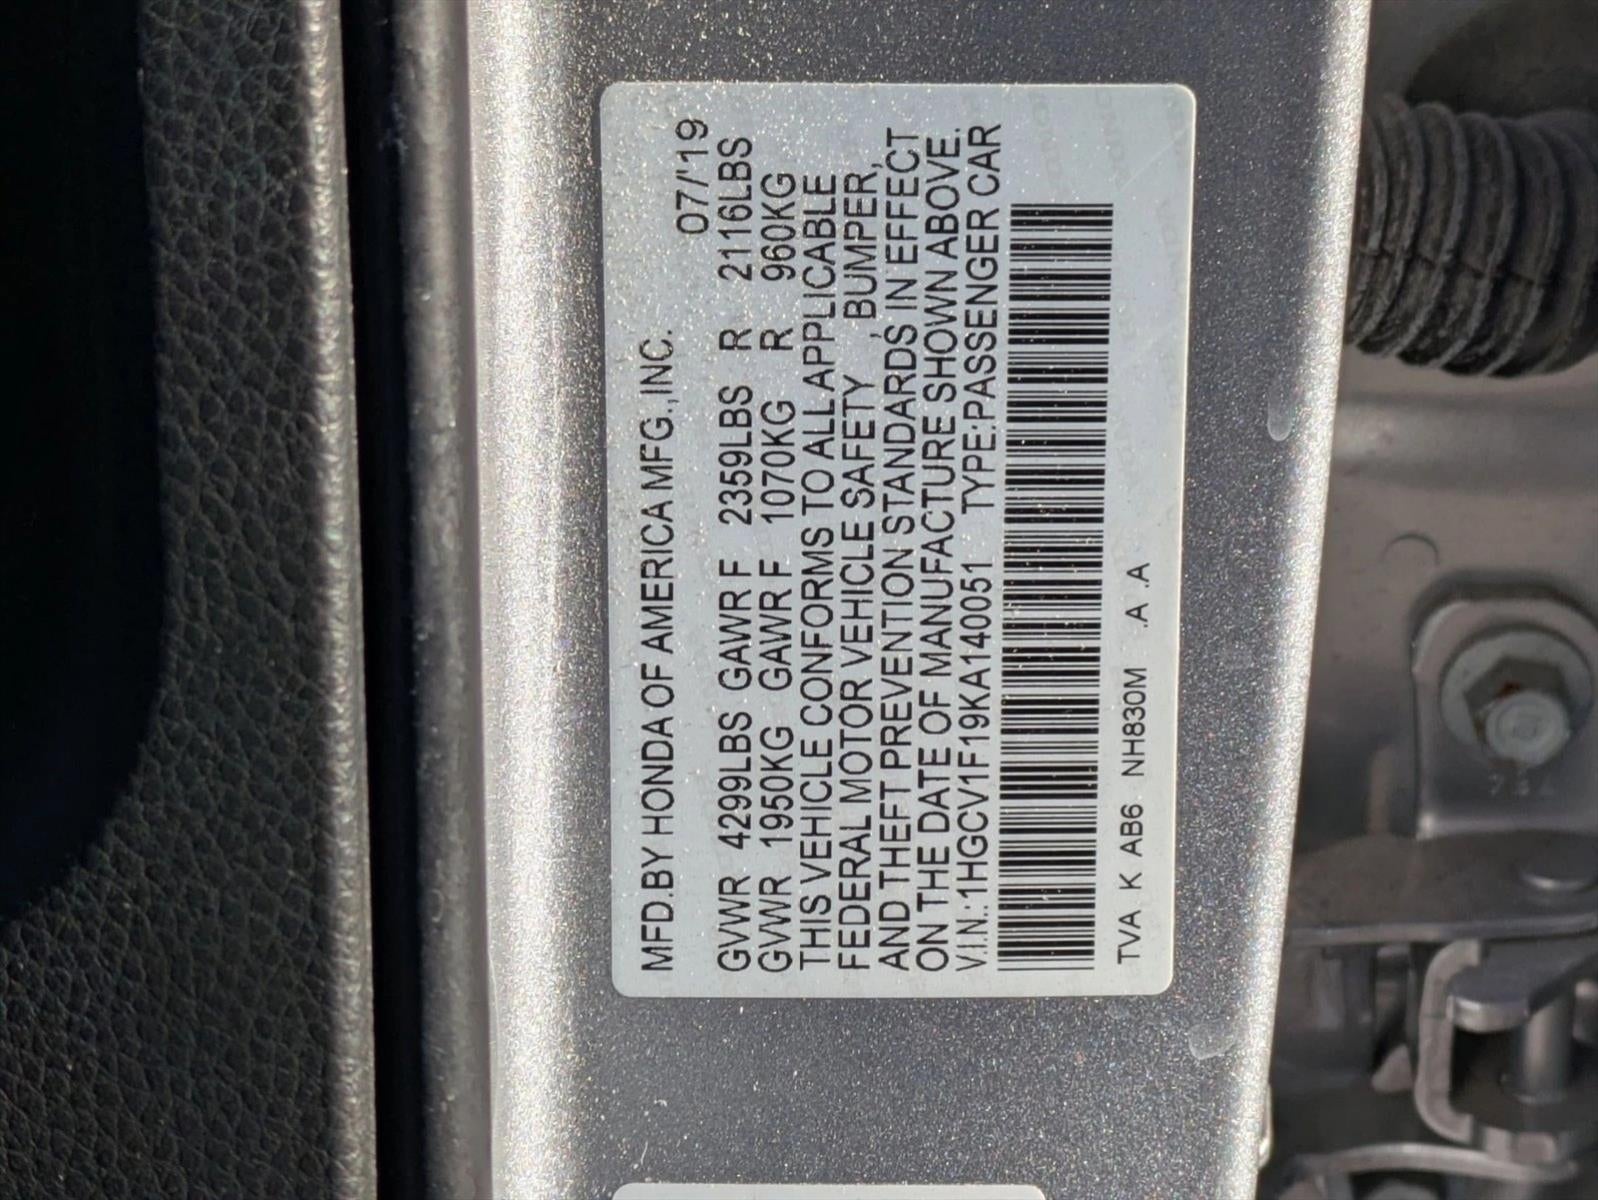 MFD.BY HONDA OF AMERICA MFG.,INC.
07/'19
GVWR 4299LBS GAWR F 2359LBS R 2116LBS
GVWR 1950KG GAWR F 1070KG R 960KG
THIS VEHICLE CONFORMS TO ALL APPLICABLE
FEDERAL MOTOR VEHICLE SAFETY, BUMPER,
AND THEFT PREVENTION STANDARDS IN EFFECT
ON THE DATE OF MANUFACTURE SHOWN ABOVE.
V.I.N.:1HGCV1F19KA140051 TYPE:PASSENGER CAR
TVA K AB6 NH830M .A .A